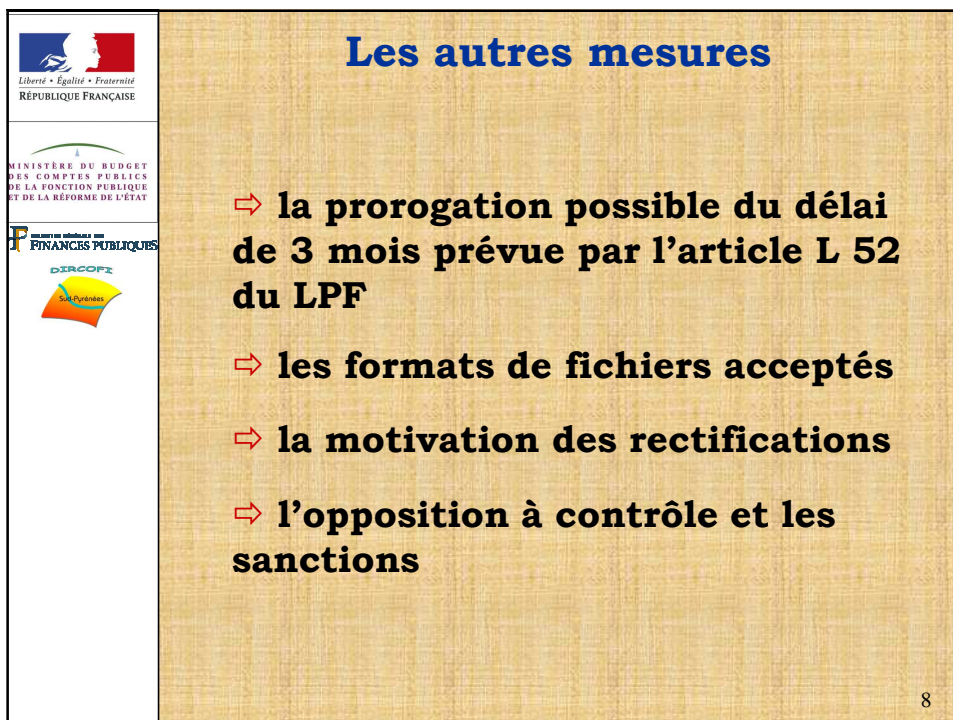 Les autres mesures
Liberté • Égalité • Fraternité
RÉPUBLIQUE FRANÇAISE
MINISTÈRE DU BUDGET
DES COMPTES PUBLICS
DE LA FONCTION PUBLIQUE
ET DE LA RÉFORME DE L'ÉTAT
FINANCES PUBLIQUES
DIRCOFI
Sud-Pyrénées
⇨ la prorogation possible du délai
de 3 mois prévue par l’article L 52
du LPF
⇨ les formats de fichiers acceptés
⇨ la motivation des rectifications
⇨ l’opposition à contrôle et les
sanctions
8